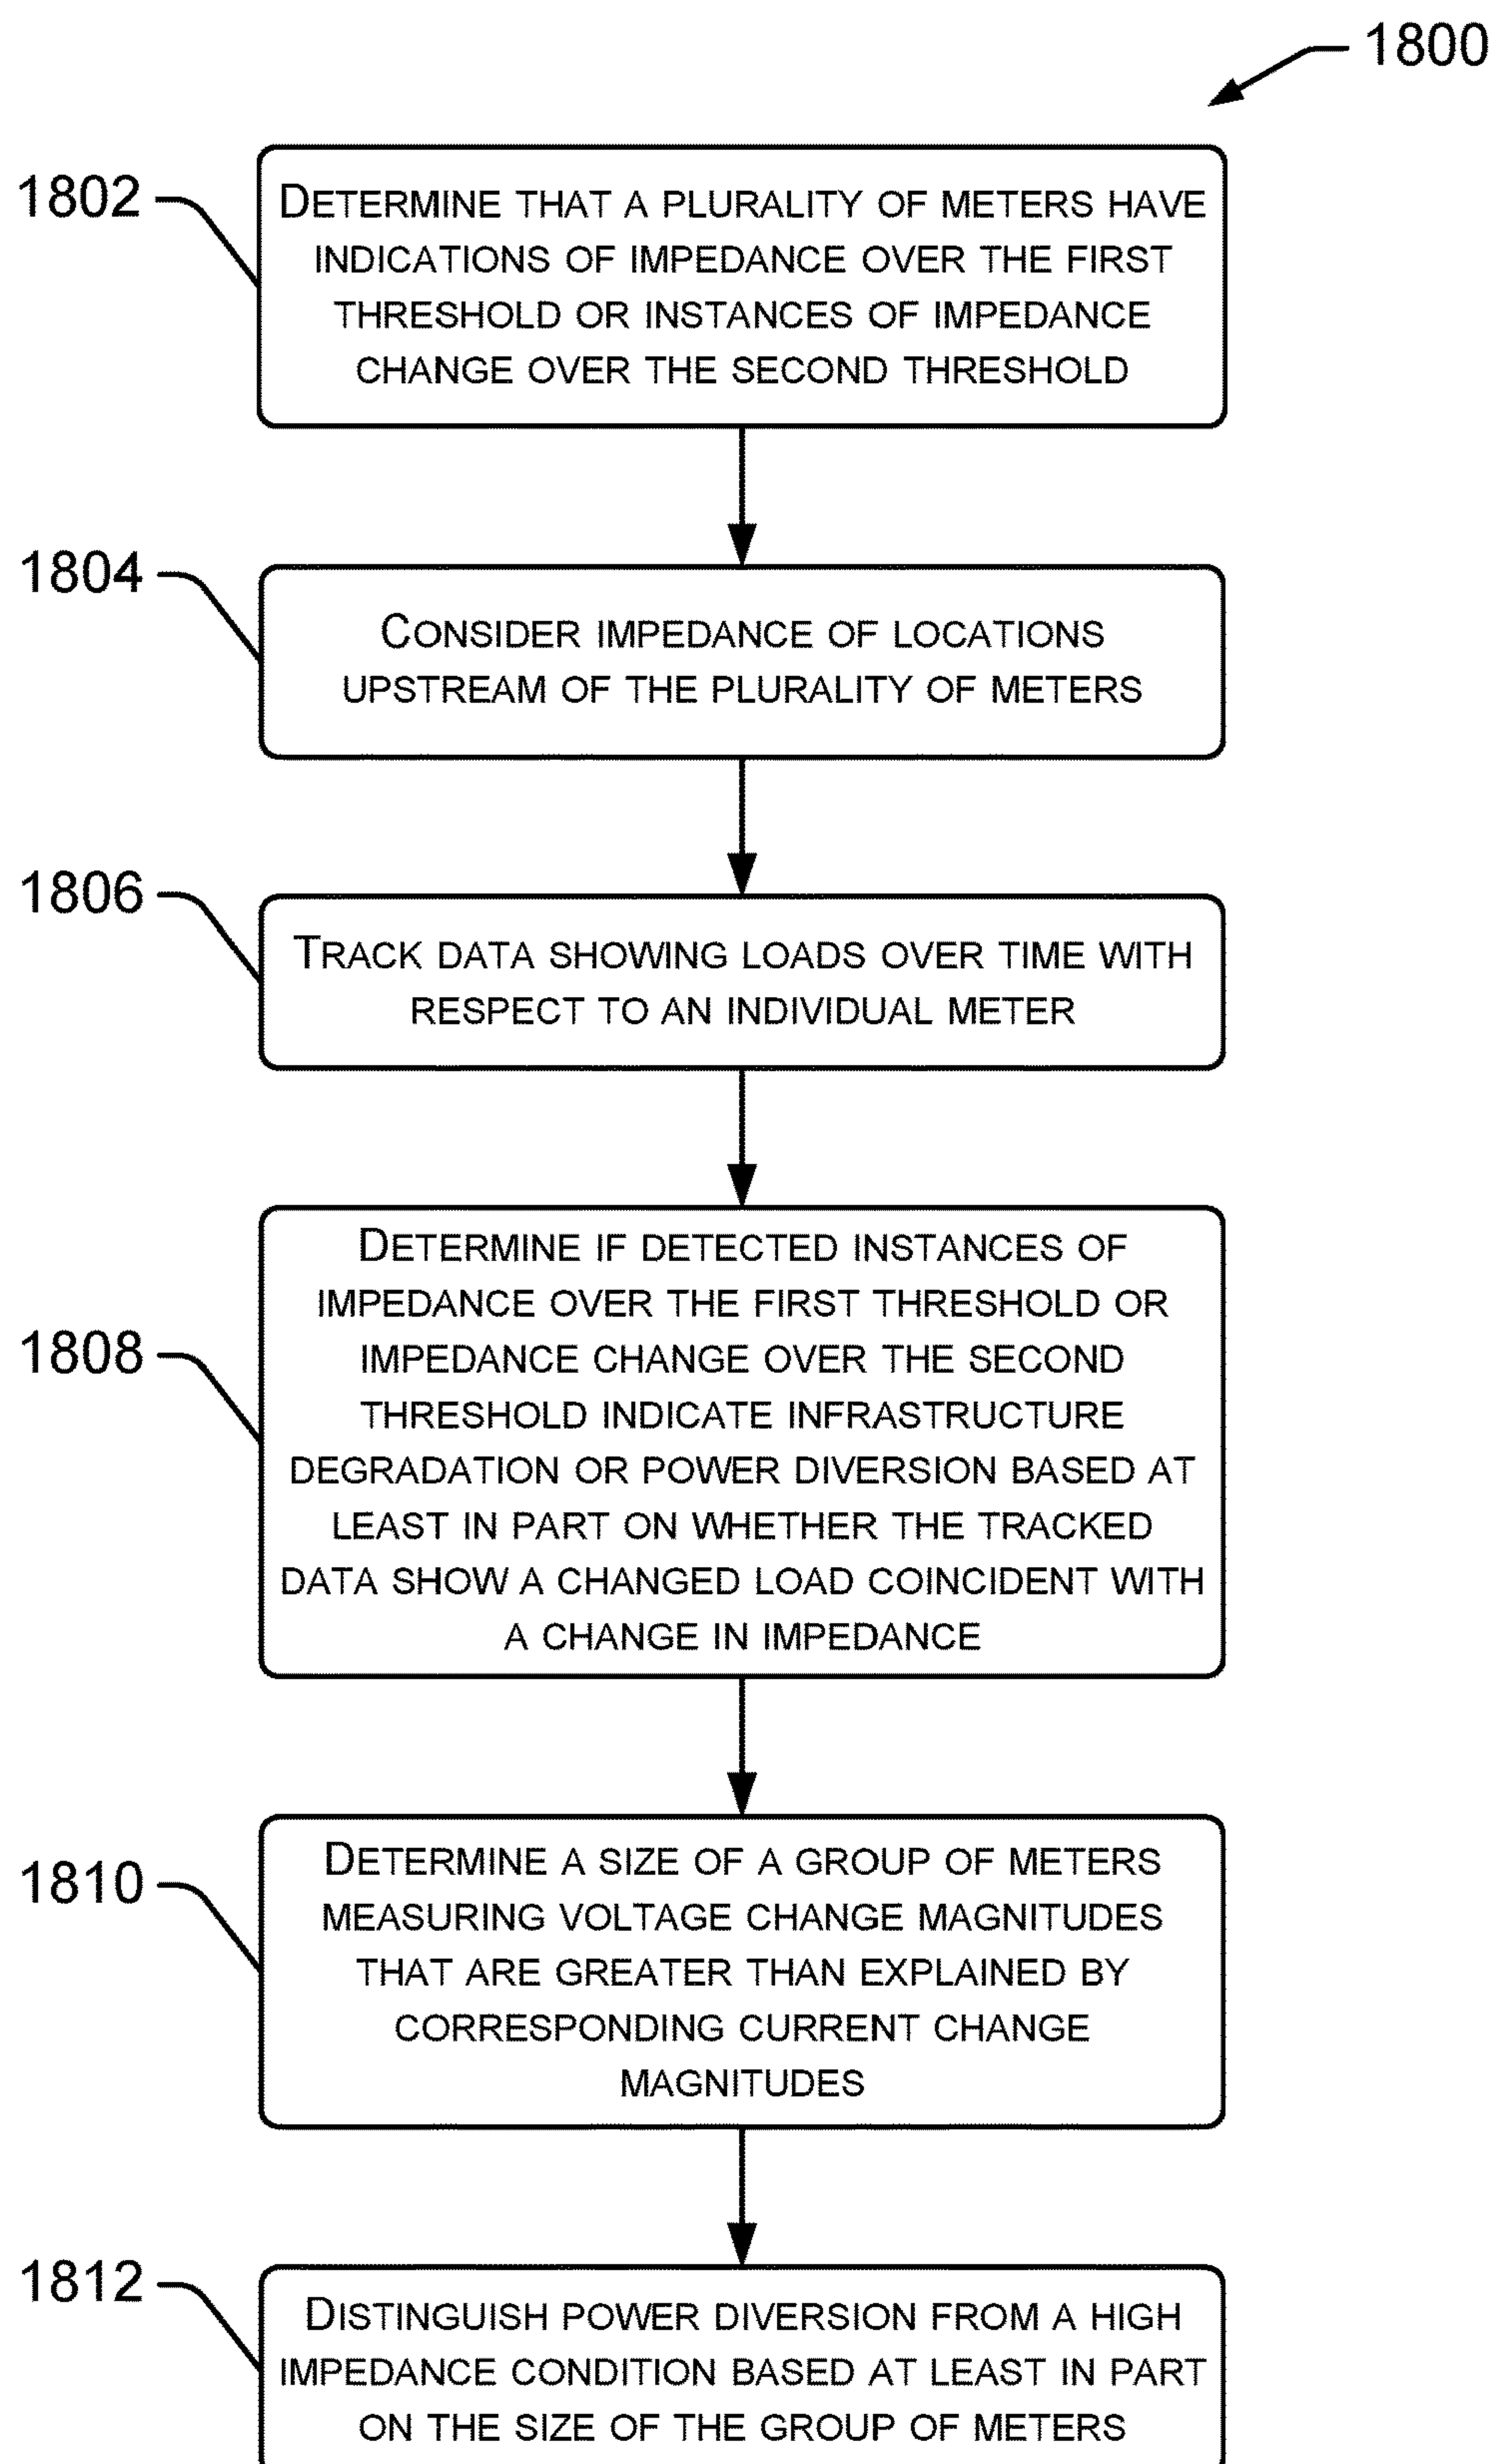 1800
1802
DETERMINE THAT A PLURALITY OF METERS HAVE
INDICATIONS OF IMPEDANCE OVER THE FIRST
THRESHOLD OR INSTANCES OF IMPEDANCE
CHANGE OVER THE SECOND THRESHOLD
1804
CONSIDER IMPEDANCE OF LOCATIONS
UPSTREAM OF THE PLURALITY OF METERS
1806
TRACK DATA SHOWING LOADS OVER TIME WITH
RESPECT TO AN INDIVIDUAL METER
1808
DETERMINE IF DETECTED INSTANCES OF
IMPEDANCE OVER THE FIRST THRESHOLD OR
IMPEDANCE CHANGE OVER THE SECOND
THRESHOLD INDICATE INFRASTRUCTURE
DEGRADATION OR POWER DIVERSION BASED AT
LEAST IN PART ON WHETHER THE TRACKED
DATA SHOW A CHANGED LOAD COINCIDENT WITH
A CHANGE IN IMPEDANCE
1810
DETERMINE A SIZE OF A GROUP OF METERS
MEASURING VOLTAGE CHANGE MAGNITUDES
THAT ARE GREATER THAN EXPLAINED BY
CORRESPONDING CURRENT CHANGE
MAGNITUDES
1812
DISTINGUISH POWER DIVERSION FROM A HIGH
IMPEDANCE CONDITION BASED AT LEAST IN PART
ON THE SIZE OF THE GROUP OF METERS